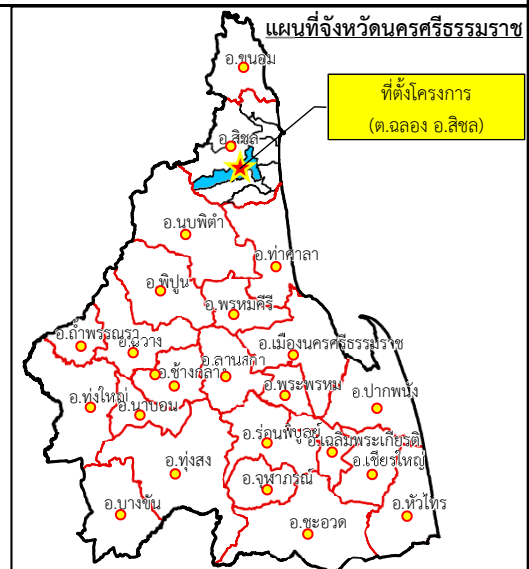 แผนที่จังหวัดนครศรีธรรมราช
อ.ขนอม
ที่ตั้งโครงการ
(ต.ฉลอง อ.สิชล)
อ.สิชล
อ.นบพิตำ
อ.ท่าศาลา
อ.พิปูน
อ.พรหมคีรี
อ.เมืองนครศรีธรรมราช
อ.ถ้ำพรรณรา
อ.ฉวาง
อ.ลานสกา
อ.ช้างกลาง
อ.พระพรหม
อ.ปากพนัง
อ.ทุ่งใหญ่
อ.นาบอน
อ.ร่อนพิบูลย์
อ.เฉลิมพระเกียรติ
อ.เชียรใหญ่
อ.ทุ่งสง
อ.จุฬาภรณ์
อ.บางขัน
อ.หัวไทร
อ.ชะอวด